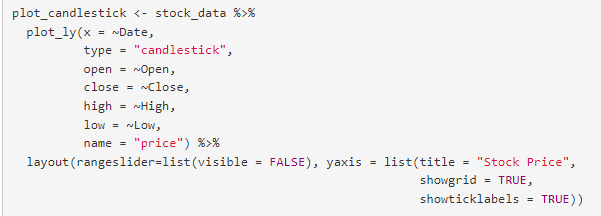 plot_candlestick <- stock_data %>%
  plot_ly(x = ~Date,
          type = "candlestick",
          open = ~Open,
          close = ~Close,
          high = ~High,
          low = ~Low,
          name = "price") %>%
  layout(rangeslider=list(visible = FALSE), yaxis = list(title = "Stock Price",
                                                         showgrid = TRUE,
                                                         showticklabels = TRUE))